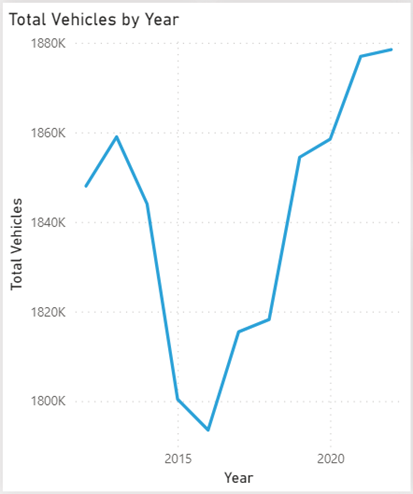 Total Vehicles by Year
1880K
1860K
1840K
1820K
1800K
Total Vehicles
2015 2020
Year